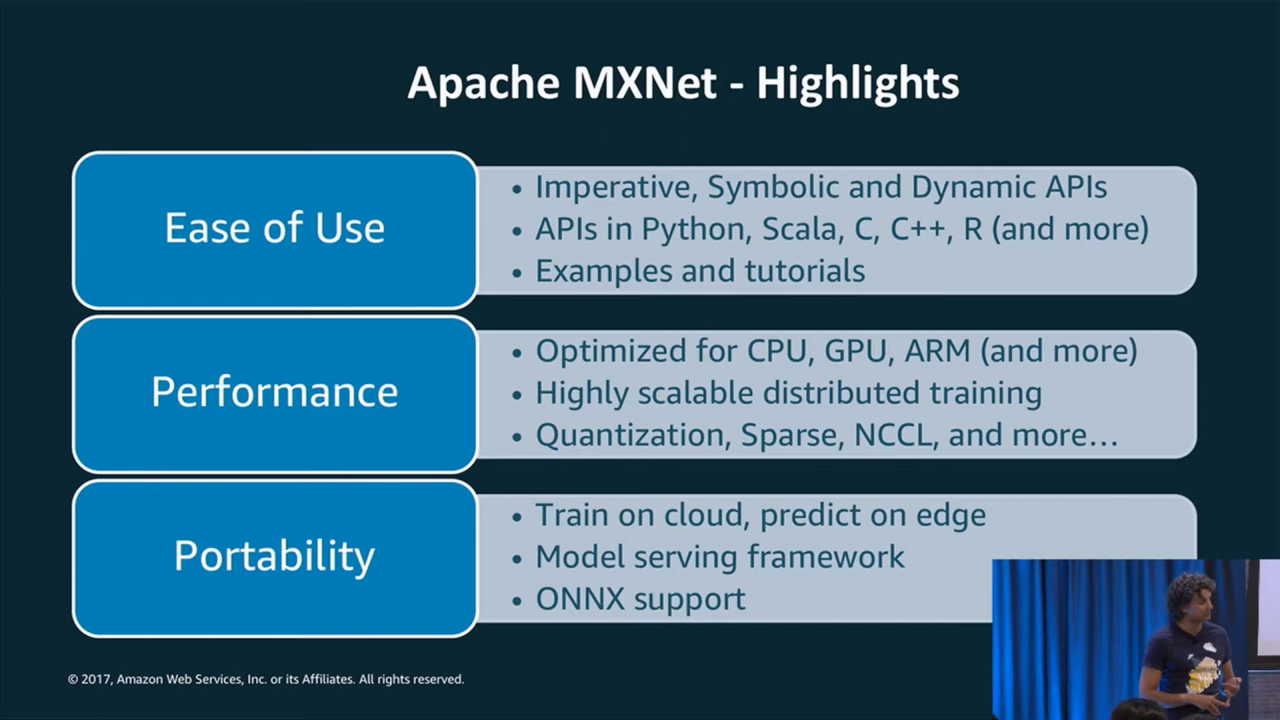 Apache MXNet - Highlights
Ease of Use
• Imperative, Symbolic and Dynamic APIs
• APIs in Python, Scala, C, C++, R (and more)
• Examples and tutorials
Performance
• Optimized for CPU, GPU, ARM (and more)
• Highly scalable distributed training
• Quantization, Sparse, NCCL, and more…
Portability
• Train on cloud, predict on edge
• Model serving framework
• ONNX support
© 2017, Amazon Web Services, Inc. or its Affiliates. All rights reserved.